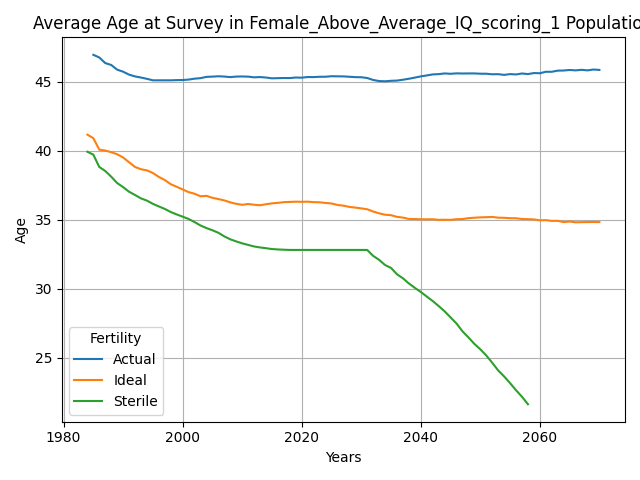 Average Age at Survey in Female_Above_Average_IQ_scoring_1 Populatio
45
40
35
30
25
Age
Fertility
Actual
Ideal
Sterile
1980
2000
2020
2040
2060
Years